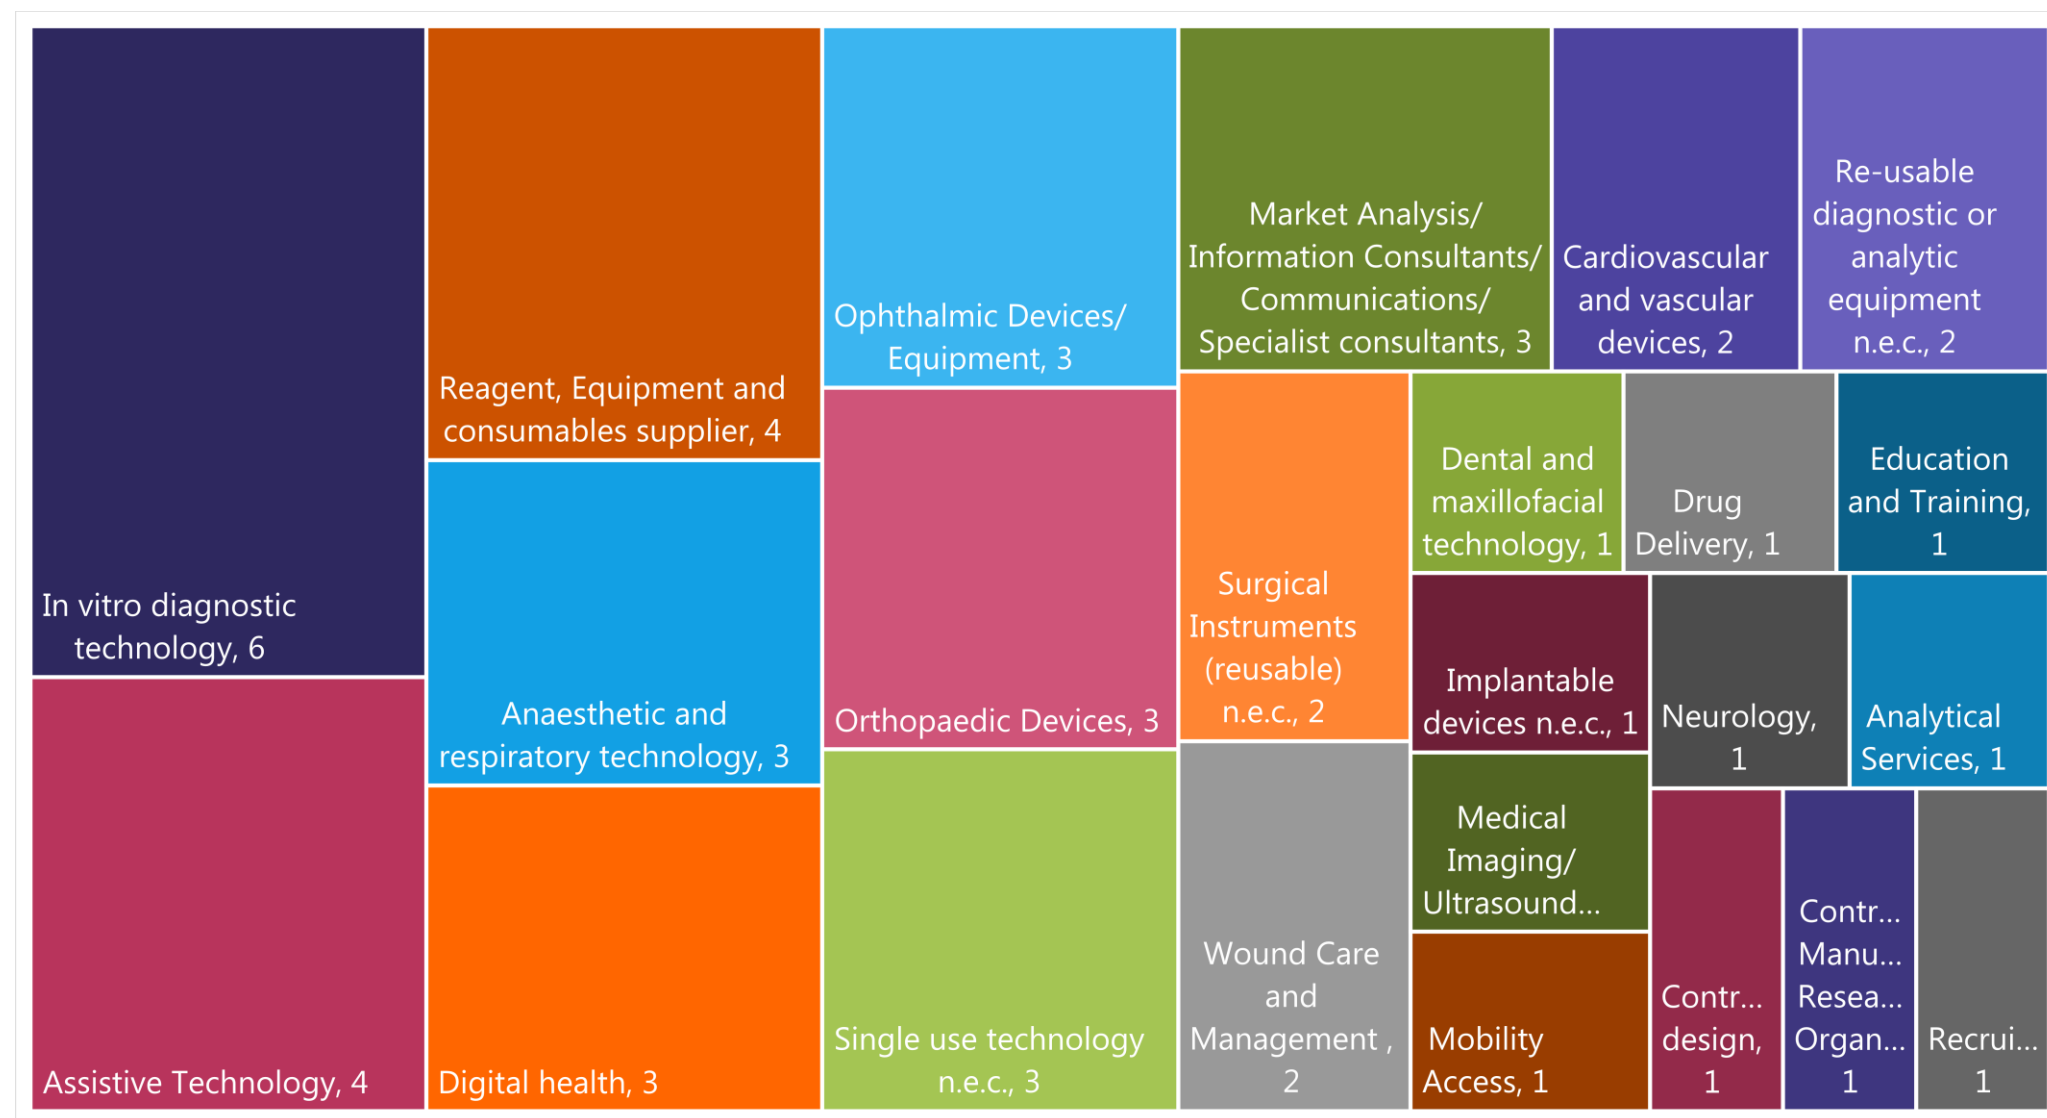 In vitro diagnostic
technology, 6
Assistive Technology, 4
Reagent, Equipment and
consumables supplier, 4
Anaesthetic and
respiratory technology, 3
Digital health, 3
Ophthalmic Devices/
Equipment, 3
Orthopaedic Devices, 3
Single use technology
n.e.c., 3
Market Analysis/
Information Consultants/
Communications/
Specialist consultants, 3
Cardiovascular
and vascular
devices, 2
Re-usable
diagnostic or
analytic
equipment
n.e.c., 2
Surgical
Instruments
(reusable)
n.e.c., 2
Wound Care
and
Management ,
2
Dental and
maxillofacial
technology, 1
Drug
Delivery, 1
Education
and Training,
1
Implantable
devices n.e.c., 1
Neurology,
1
Analytical
Services, 1
Medical
Imaging/
Ultrasound...
Mobility
Access, 1
Contr...
design,
1
Contr...
Manu...
Resea...
Organ...
1
Recrui...
1